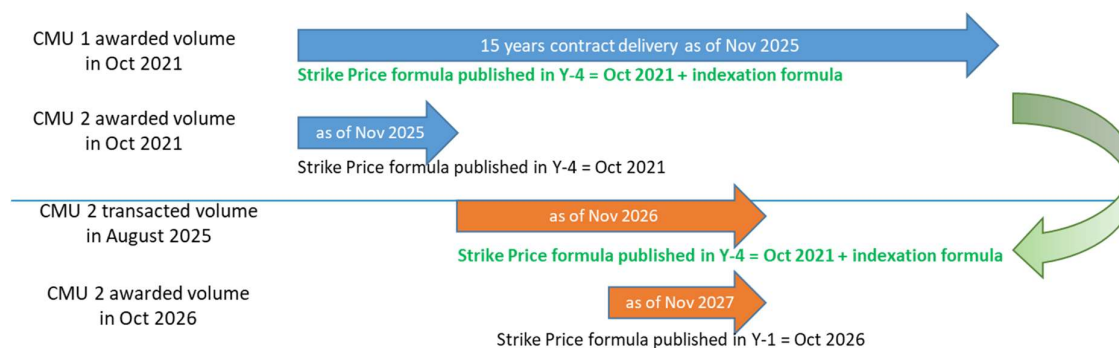 CMU 1 awarded volume
in Oct 2021
15 years contract delivery as of Nov 2025
Strike Price formula published in Y-4 = Oct 2021 + indexation formula
CMU 2 awarded volume
in Oct 2021
as of Nov 2025
Strike Price formula published in Y-4 = Oct 2021
CMU 2 transacted volume
in August 2025
as of Nov 2026
Strike Price formula published in Y-4 = Oct 2021 + indexation formula
CMU 2 awarded volume
in Oct 2026
as of Nov 2027
Strike Price formula published in Y-1 = Oct 2026